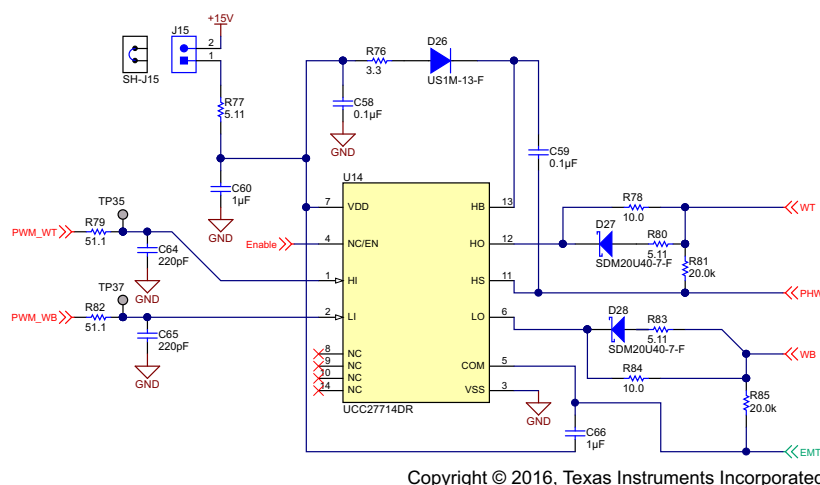 +15V
J15
2
1
SH-J15
R77
5.11
C60
1µF
GND
R76
3.3
D26
US1M-13-F
C58
0.1µF
GND
C59
0.1µF
U14
7 VDD HB 13
4 NC/EN HO 12
1 HI HS 11
2 LI LO 6
8 NC
9 NC COM 5
10 NC
14 NC VSS 3
UCC27714DR
Enable
TP35
PWM_WT R79
51.1
C64
220pF
GND
TP37
PWM_WB R82
51.1
C65
220pF
GND
R78
10.0
WT
D27
SDM20U40-7-F
R80
5.11
R81
20.0k
PHW
D28
SDM20U40-7-F
R83
5.11
WB
R84
10.0
R85
20.0k
GND
C66
1µF
EMT
Copyright © 2016, Texas Instruments Incorporated